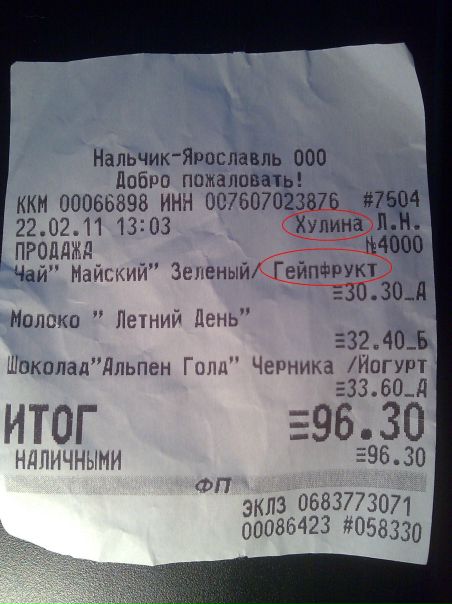 Нальчик-Ярославль ООО
Добро пожаловать!
ККМ 00066898 ИНН 007607023876 #7504
22.02.11 13:03 Хулина Л.Н.
ПРОДАЖА №4000
Чай" Майский" Зеленый/ Гейпфрукт
≡30.30_А
Молоко " Летний День"
≡32.40_Б
Шоколад"Альпен Голд" Черника /Йогурт
≡33.60_А
ИТОГ ≡96.30
НАЛИЧНЫМИ ≡96.30
ФП
ЭКЛЗ 0683773071
00086423 #058330